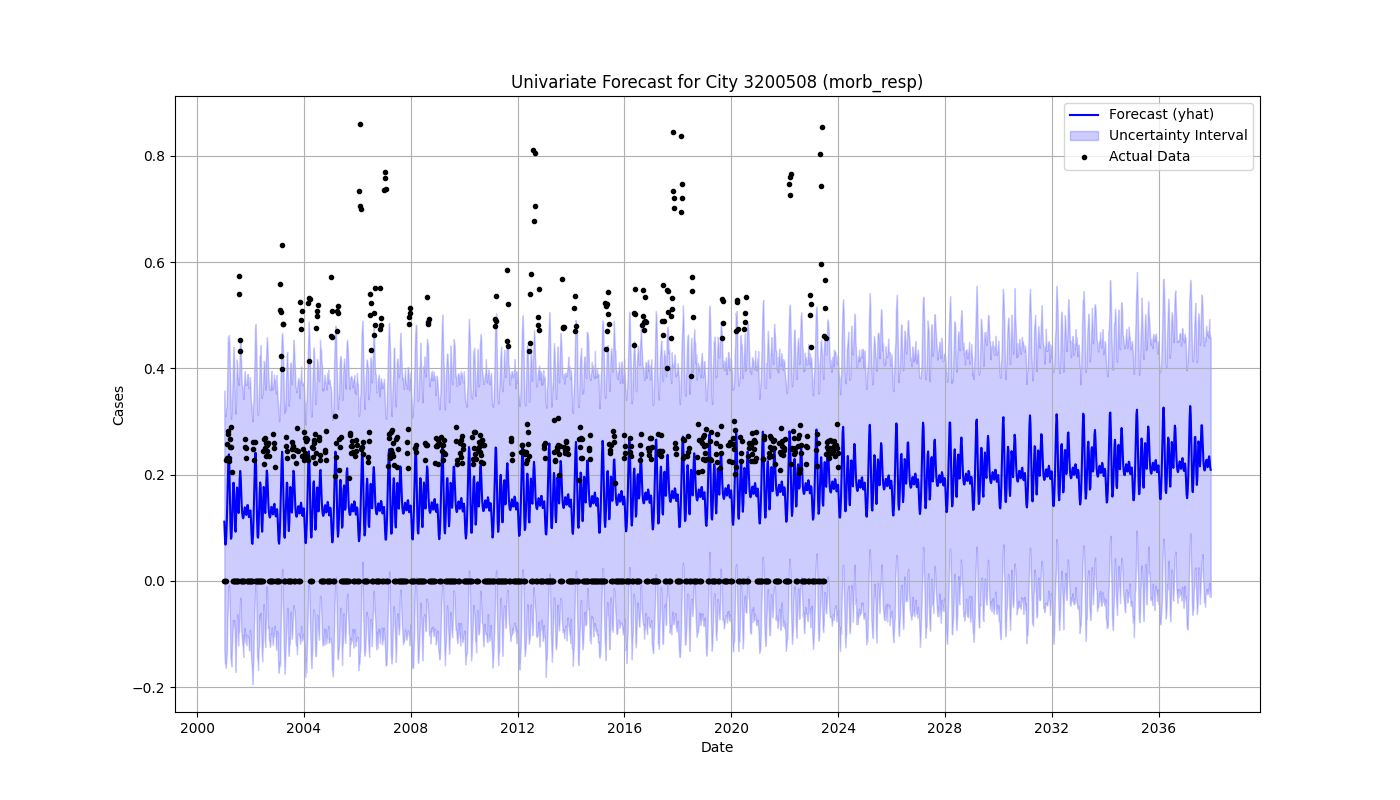 Univariate Forecast for City 3200508 (morb_resp)
Forecast (yhat)
Uncertainty Interval
Actual Data
Cases
0.8
0.6
0.4
0.2
0.0
−0.2
2000 2004 2008 2012 2016 2020 2024 2028 2032 2036
Date